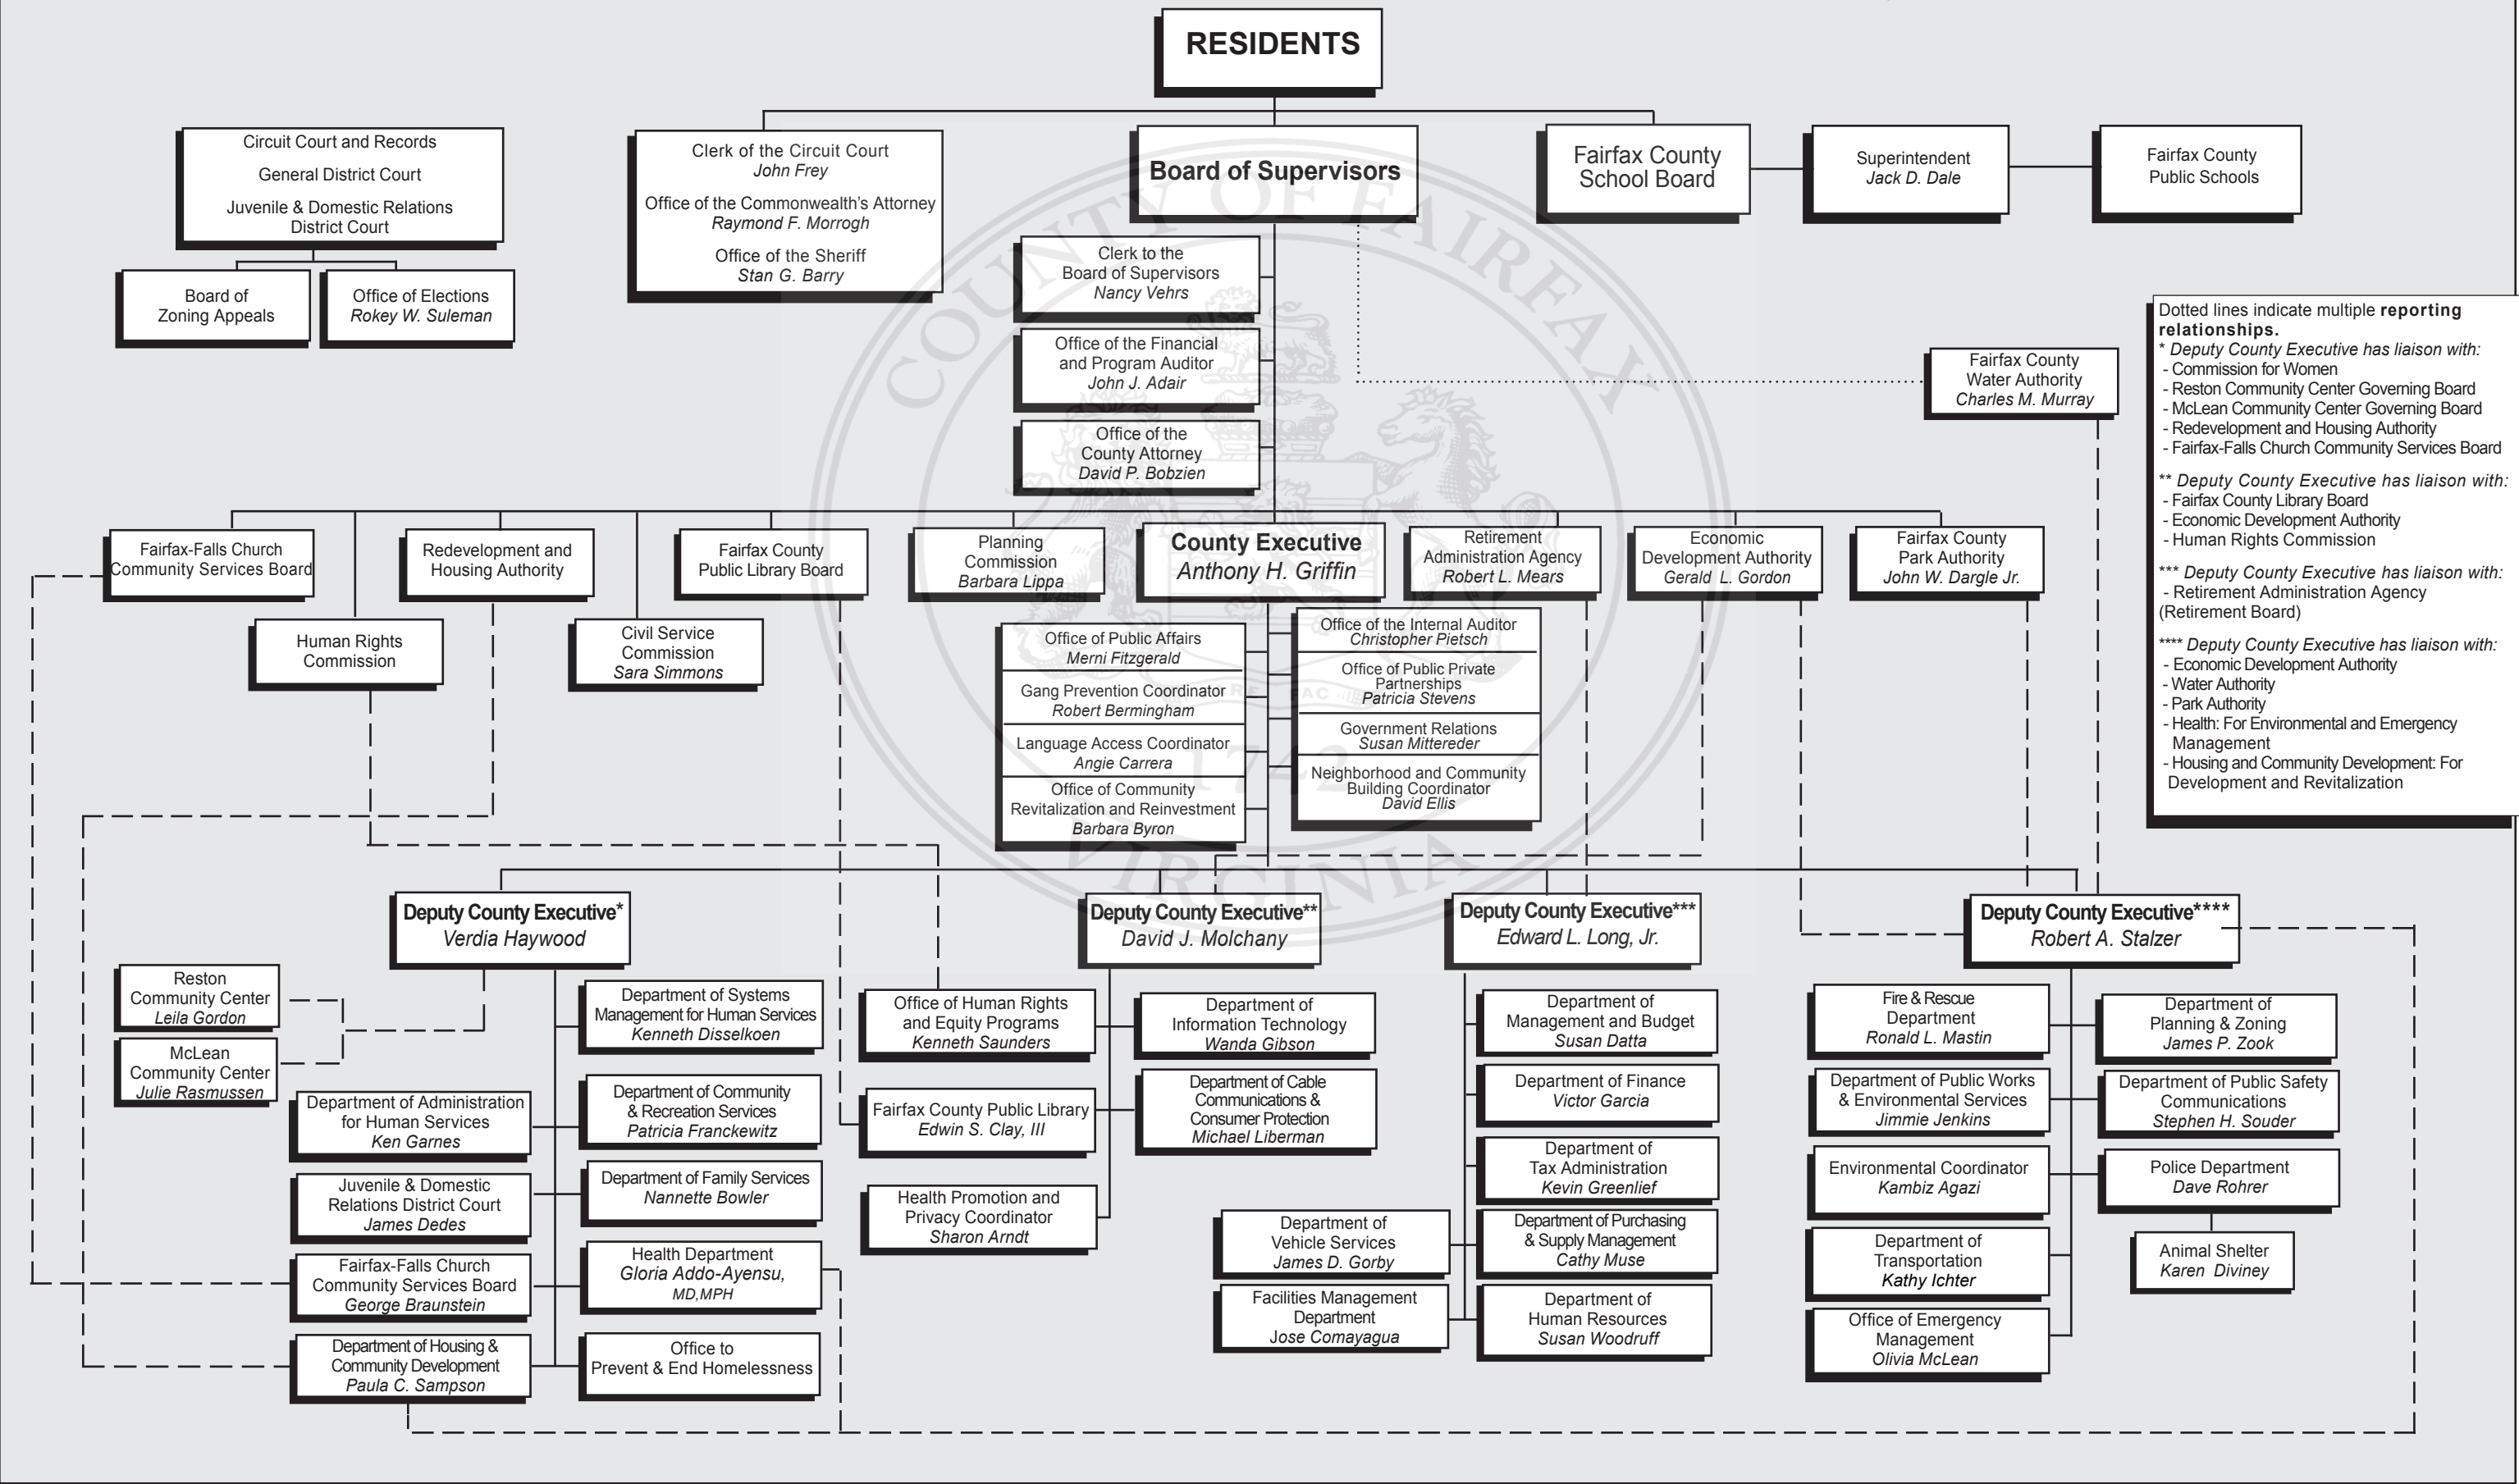 RESIDENTS
Circuit Court and Records
General District Court
Juvenile & Domestic Relations
District Court
Board of
Zoning Appeals
Office of Elections
Rokey W. Suleman
Clerk of the Circuit Court
John Frey
Office of the Commonwealth's Attorney
Raymond F. Morrogh
Office of the Sheriff
Stan G. Barry
Board of Supervisors
Fairfax County
School Board
Superintendent
Jack D. Dale
Fairfax County
Public Schools
Clerk to the
Board of Supervisors
Nancy Vehrs
Office of the Financial
and Program Auditor
John J. Adair
Office of the
County Attorney
David P. Bobzien
Fairfax County
Water Authority
Charles M. Murray
Dotted lines indicate multiple reporting
relationships.
* Deputy County Executive has liaison with:
- Commission for Women
- Reston Community Center Governing Board
- McLean Community Center Governing Board
- Redevelopment and Housing Authority
- Fairfax-Falls Church Community Services Board
** Deputy County Executive has liaison with:
- Fairfax County Library Board
- Economic Development Authority
- Human Rights Commission
*** Deputy County Executive has liaison with:
- Retirement Administration Agency
(Retirement Board)
**** Deputy County Executive has liaison with:
- Economic Development Authority
- Water Authority
- Park Authority
- Health: For Environmental and Emergency
Management
- Housing and Community Development: For
Development and Revitalization
Fairfax-Falls Church
Community Services Board
Redevelopment and
Housing Authority
Fairfax County
Public Library Board
Planning
Commission
Barbara Lippa
County Executive
Anthony H. Griffin
Retirement
Administration Agency
Robert L. Mears
Economic
Development Authority
Gerald L. Gordon
Fairfax County
Park Authority
John W. Dargle Jr.
Human Rights
Commission
Civil Service
Commission
Sara Simmons
Office of Public Affairs
Merni Fitzgerald
Gang Prevention Coordinator
Robert Bermingham
Language Access Coordinator
Angie Carrera
Office of Community
Revitalization and Reinvestment
Barbara Byron
Office of the Internal Auditor
Christopher Pietsch
Office of Public Private
Partnerships
Patricia Stevens
Government Relations
Susan Mittereder
Neighborhood and Community
Building Coordinator
David Ellis
COUNTY OF FAIRFAX
1742
VIRGINIA
Deputy County Executive*
Verdia Haywood
Deputy County Executive**
David J. Molchany
Deputy County Executive***
Edward L. Long, Jr.
Deputy County Executive****
Robert A. Stalzer
Reston
Community Center
Leila Gordon
McLean
Community Center
Julie Rasmussen
Department of Systems
Management for Human Services
Kenneth Disselkoen
Department of Administration
for Human Services
Ken Garnes
Department of Community
& Recreation Services
Patricia Franckewitz
Juvenile & Domestic
Relations District Court
James Dedes
Department of Family Services
Nannette Bowler
Fairfax-Falls Church
Community Services Board
George Braunstein
Health Department
Gloria Addo-Ayensu,
MD,MPH
Department of Housing &
Community Development
Paula C. Sampson
Office to
Prevent & End Homelessness
Office of Human Rights
and Equity Programs
Kenneth Saunders
Department of
Information Technology
Wanda Gibson
Fairfax County Public Library
Edwin S. Clay, III
Department of Cable
Communications &
Consumer Protection
Michael Liberman
Health Promotion and
Privacy Coordinator
Sharon Arndt
Department of
Management and Budget
Susan Datta
Department of Finance
Victor Garcia
Department of
Tax Administration
Kevin Greenlief
Department of
Vehicle Services
James D. Gorby
Department of Purchasing
& Supply Management
Cathy Muse
Facilities Management
Department
Jose Comayagua
Department of
Human Resources
Susan Woodruff
Fire & Rescue
Department
Ronald L. Mastin
Department of
Planning & Zoning
James P. Zook
Department of Public Works
& Environmental Services
Jimmie Jenkins
Department of Public Safety
Communications
Stephen H. Souder
Environmental Coordinator
Kambiz Agazi
Police Department
Dave Rohrer
Department of
Transportation
Kathy Ichter
Animal Shelter
Karen Diviney
Office of Emergency
Management
Olivia McLean